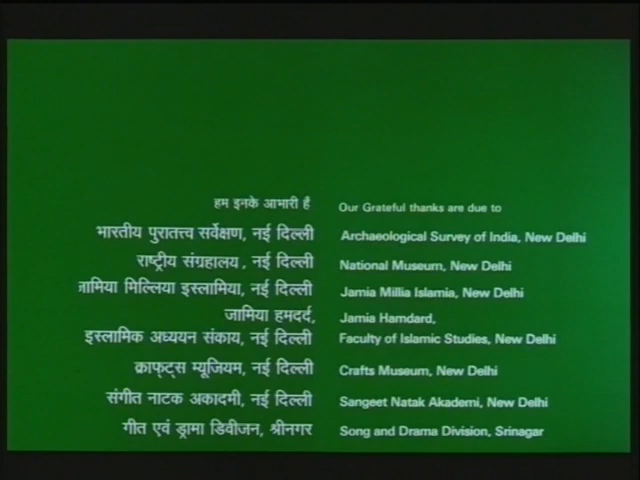 हम इनके आभारी हैं Our Grateful thanks are due to
भारतीय पुरातत्त्व सर्वेक्षण, नई दिल्ली Archaeological Survey of India, New Delhi
राष्ट्रीय संग्रहालय, नई दिल्ली National Museum, New Delhi
जामिया मिल्लिया इस्लामिया, नई दिल्ली Jamia Millia Islamia, New Delhi
जामिया हमदर्द, Jamia Hamdard,
इस्लामिक अध्ययन संकाय, नई दिल्ली Faculty of Islamic Studies, New Delhi
क्राफ्ट्स म्यूजियम, नई दिल्ली Crafts Museum, New Delhi
संगीत नाटक अकादमी, नई दिल्ली Sangeet Natak Akademi, New Delhi
गीत एवं ड्रामा डिवीजन, श्रीनगर Song and Drama Division, Srinagar